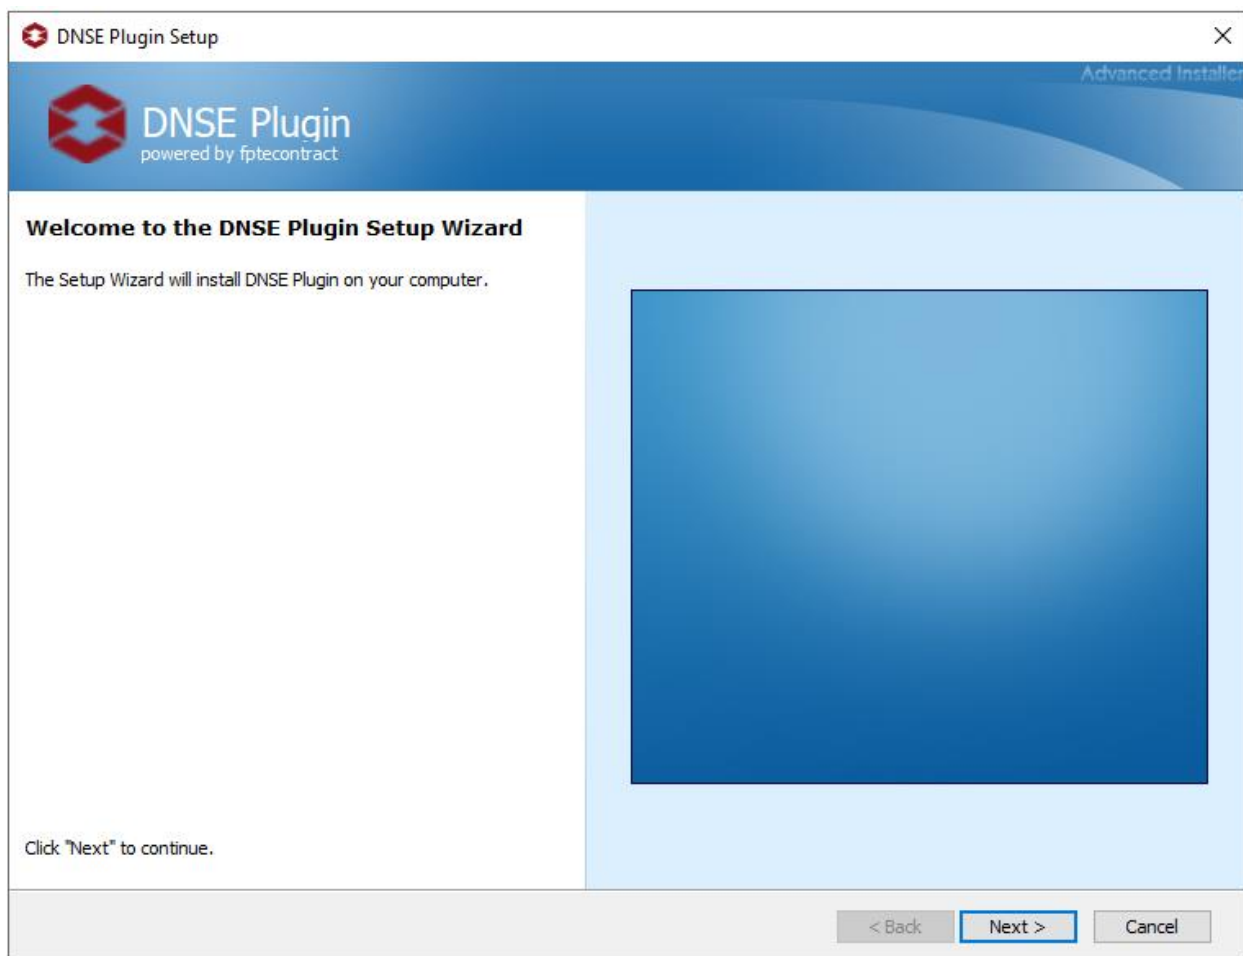 DNSE Plugin Setup
Advanced Installer
DNSE Plugin
powered by fptecontract
Welcome to the DNSE Plugin Setup Wizard
The Setup Wizard will install DNSE Plugin on your computer.
Click "Next" to continue.
< Back
Next >
Cancel